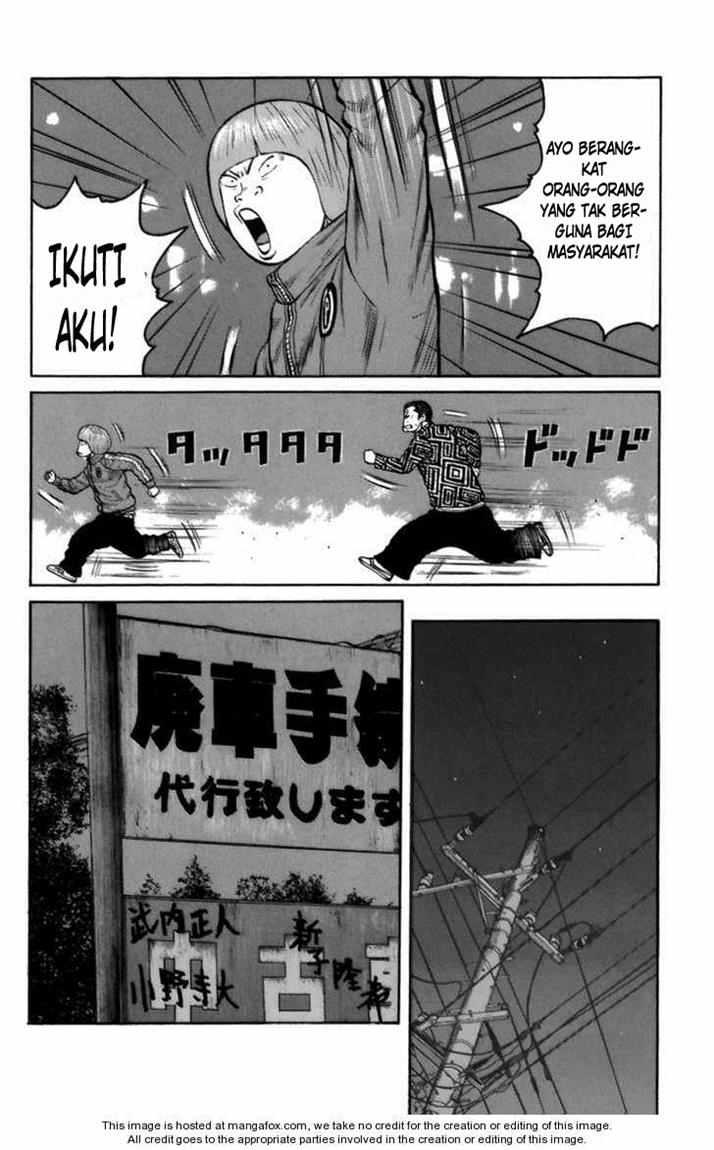 AYO BERANG-
KAT
ORANG-ORANG
YANG TAK BER-
GUNA BAGI
MASYARAKAT!
IKUTI
AKU!
タッタタタ
ドッドド
廃車手続
代行致します
武内正人
新子隆範
小野寺大
中古車
This image is hosted at mangafox.com, we take no credit for the creation or editing of this image.
All credit goes to the appropriate parties involved in the creation or editing of this image.